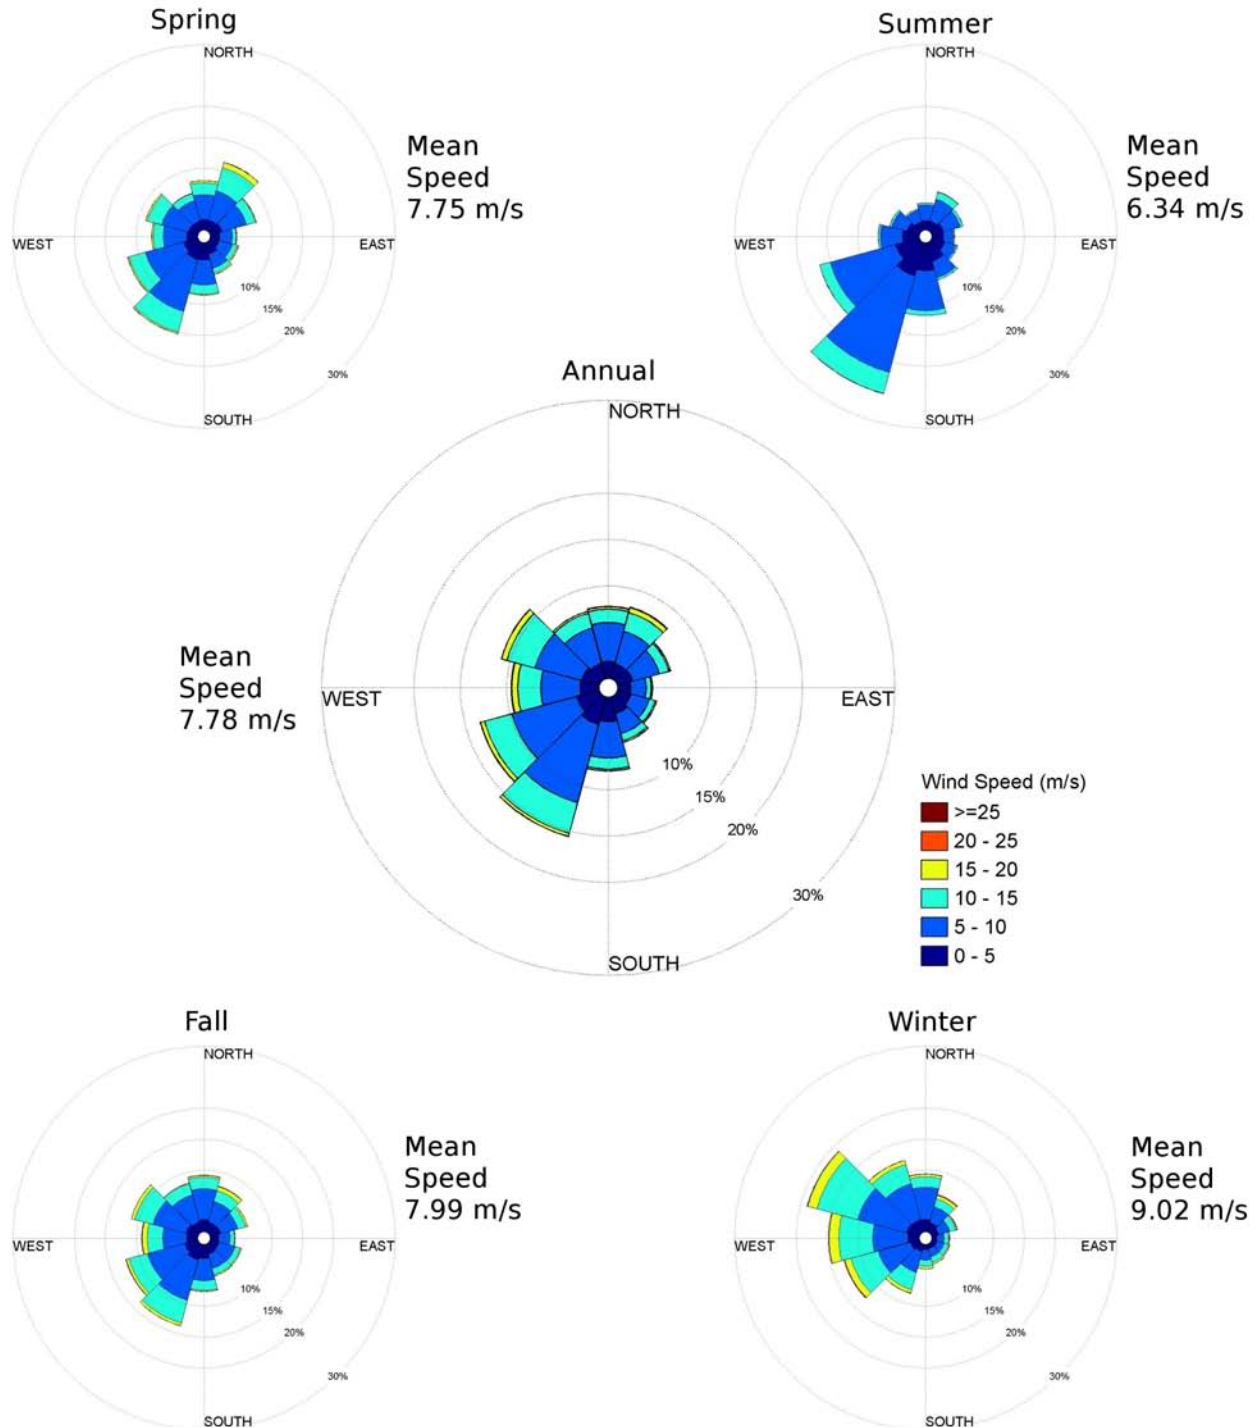 Spring
NORTH
WEST
EAST
SOUTH
10%
15%
20%
30%
Mean
Speed
7.75 m/s
Summer
NORTH
WEST
EAST
SOUTH
10%
15%
20%
30%
Mean
Speed
6.34 m/s
Annual
NORTH
WEST
EAST
SOUTH
10%
15%
20%
30%
Mean
Speed
7.78 m/s
Wind Speed (m/s)
>=25
20 - 25
15 - 20
10 - 15
5 - 10
0 - 5
Fall
NORTH
WEST
EAST
SOUTH
10%
15%
20%
30%
Mean
Speed
7.99 m/s
Winter
NORTH
WEST
EAST
SOUTH
10%
15%
20%
30%
Mean
Speed
9.02 m/s